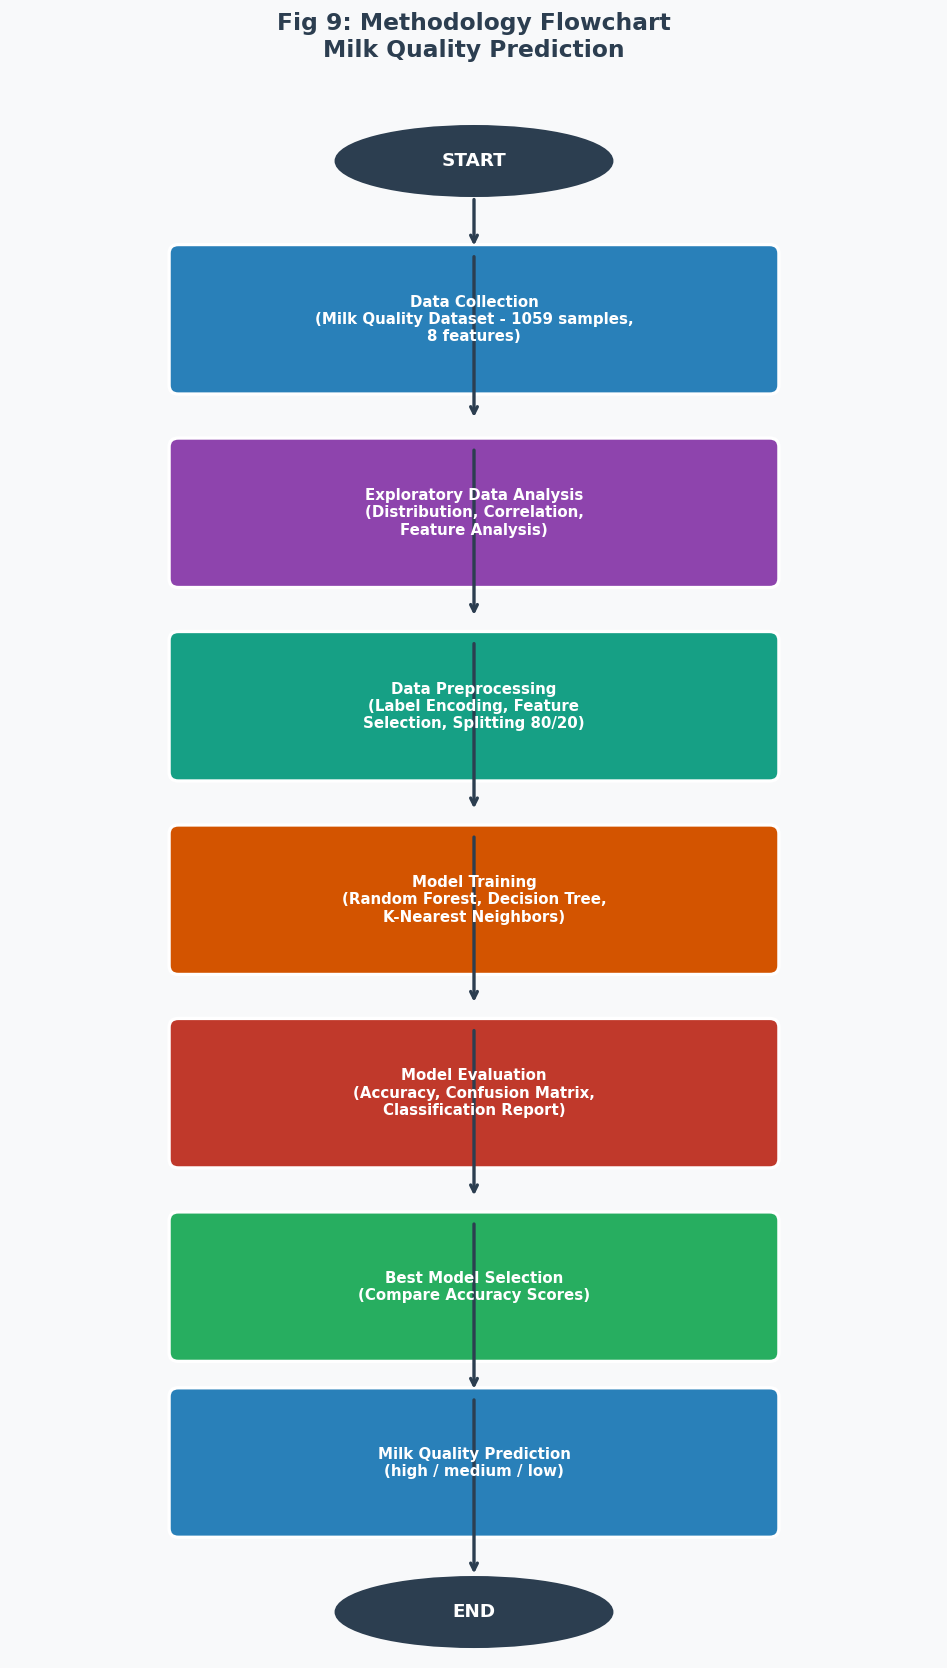 Fig 9: Methodology Flowchart
Milk Quality Prediction
START
Data Collection
(Milk Quality Dataset - 1059 samples,
8 features)
Exploratory Data Analysis
(Distribution, Correlation,
Feature Analysis)
Data Preprocessing
(Label Encoding, Feature
Selection, Splitting 80/20)
Model Training
(Random Forest, Decision Tree,
K-Nearest Neighbors)
Model Evaluation
(Accuracy, Confusion Matrix,
Classification Report)
Best Model Selection
(Compare Accuracy Scores)
Milk Quality Prediction
(high / medium / low)
END